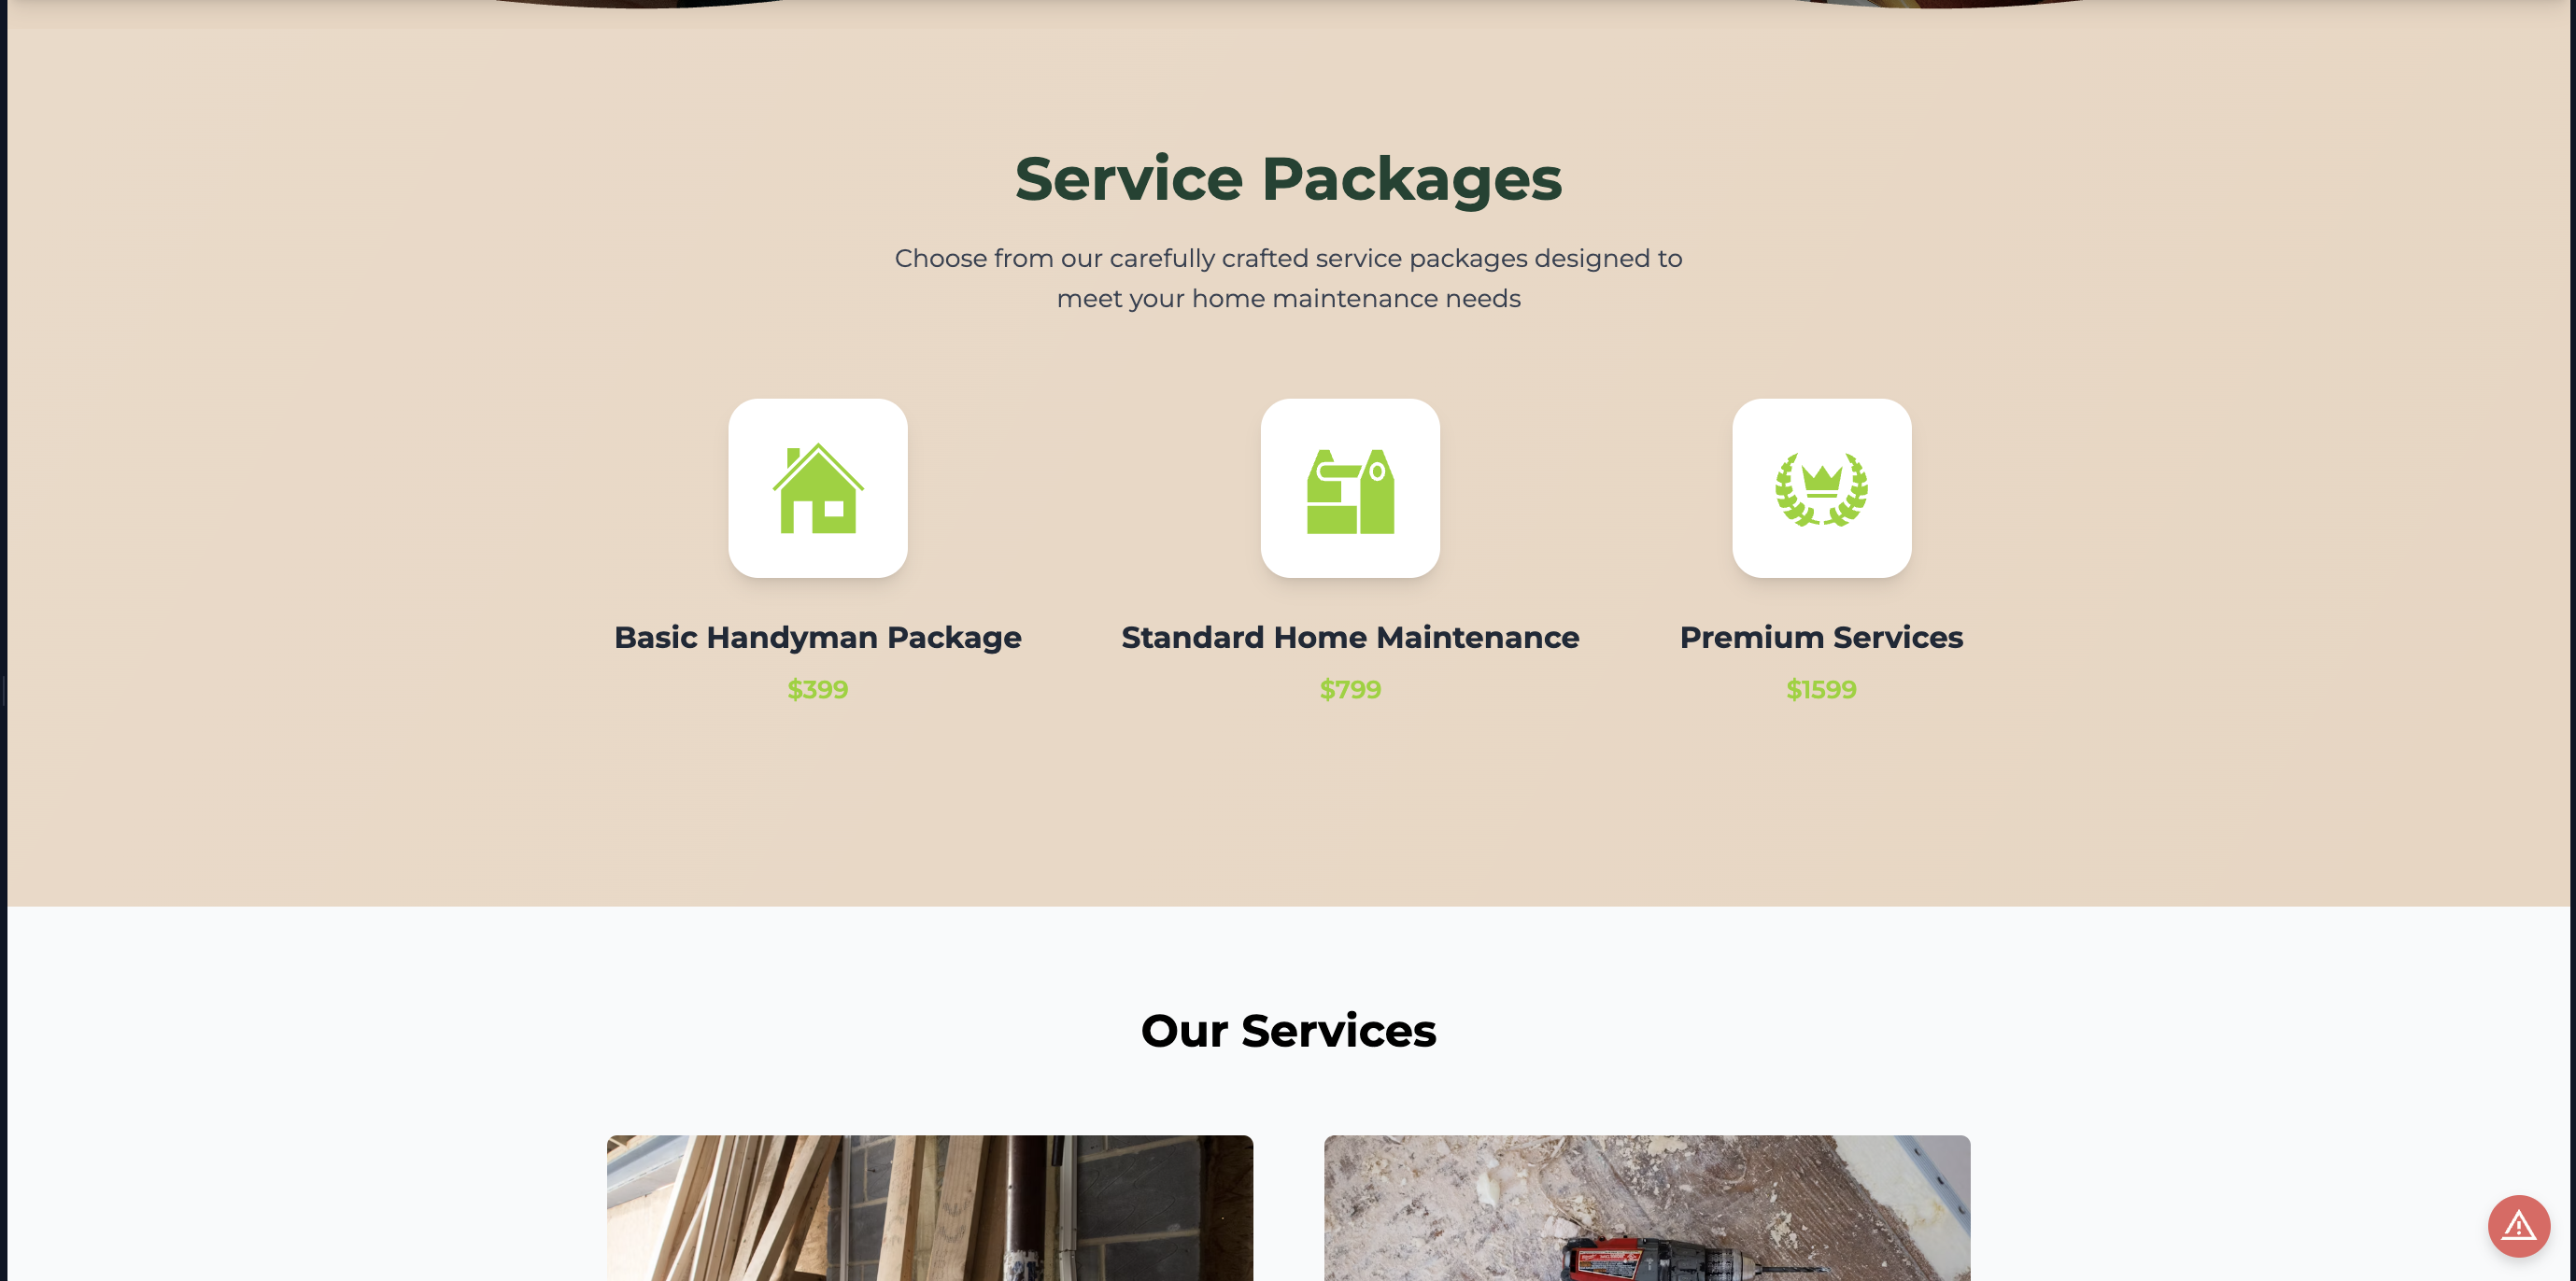 Service Packages
Choose from our carefully crafted service packages designed to
meet your home maintenance needs
Basic Handyman Package
Standard Home Maintenance
Premium Services
$399
$799
$1599
Our Services